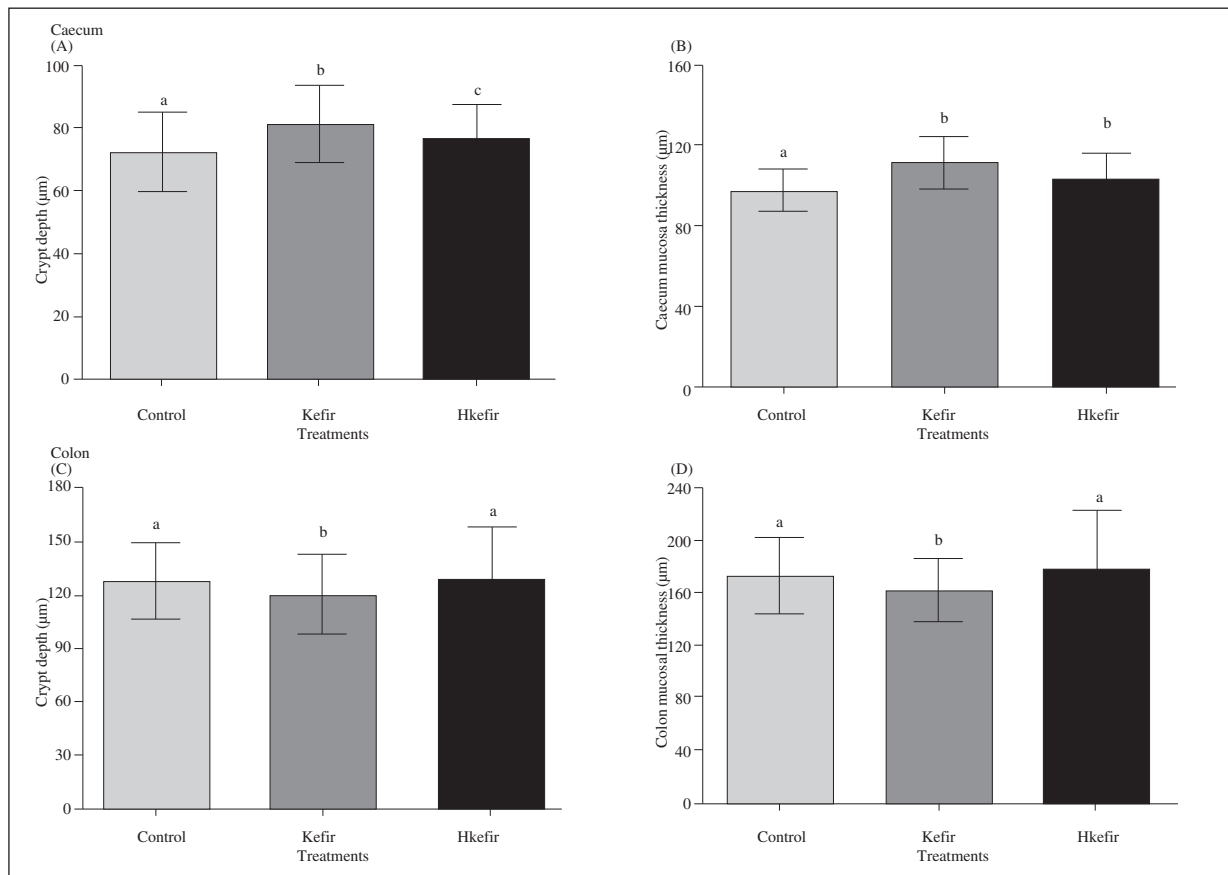 Caecum
(A)
100
80
60
40
20
0
Crypt depth (µm)
a
b
c
Control
Kefir
Hkefir
Treatments
(B)
160
120
80
40
0
Caecum mucosa thickness (µm)
a
b
b
Control
Kefir
Hkefir
Treatments
Colon
(C)
180
150
120
90
60
30
0
Crypt depth (µm)
a
b
a
Control
Kefir
Hkefir
Treatments
(D)
240
200
160
120
80
40
0
Colon mucosal thickness (µm)
a
b
a
Control
Kefir
Hkefir
Treatments